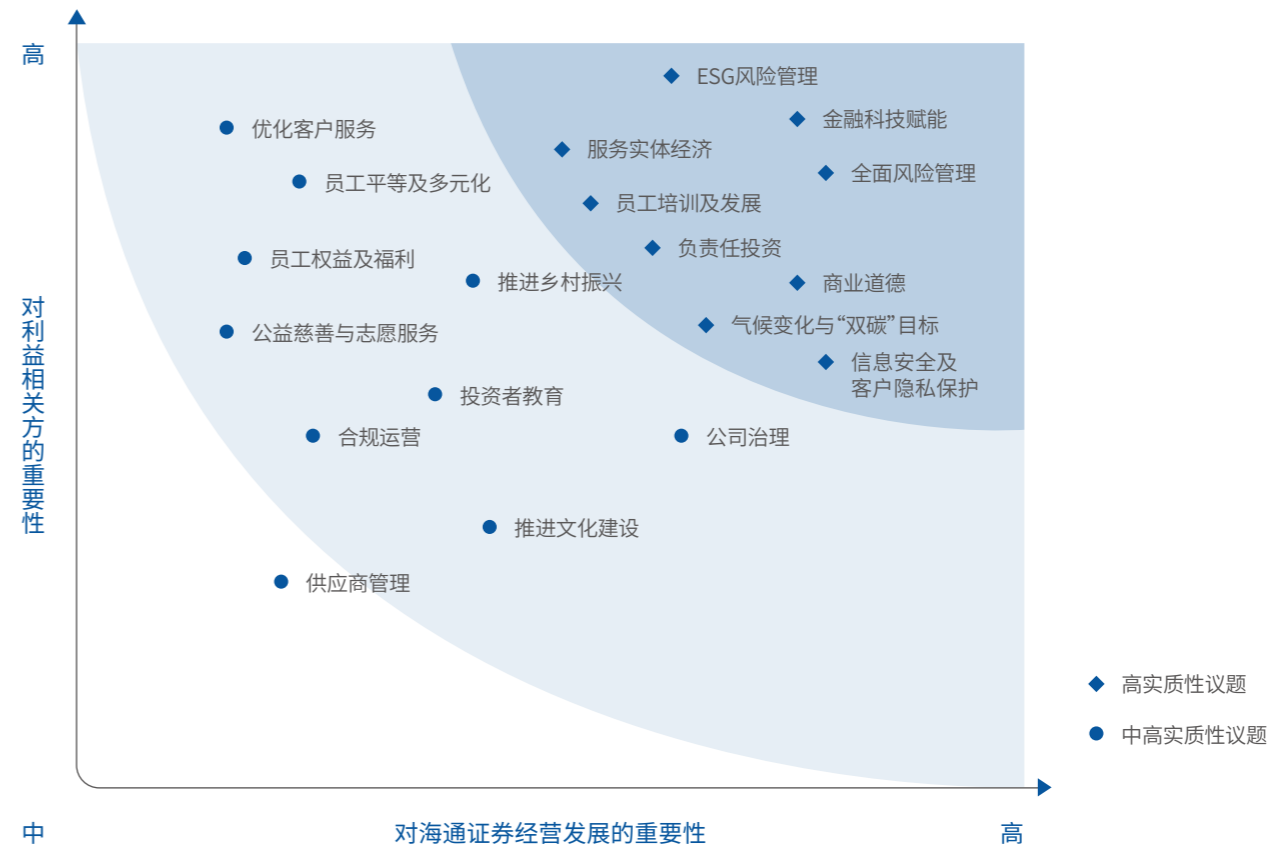 高
ESG风险管理
金融科技赋能
优化客户服务
服务实体经济
全面风险管理
员工平等及多元化
员工培训及发展
负责任投资
员工权益及福利
推进乡村振兴
商业道德
气候变化与“双碳”目标
公益慈善与志愿服务
信息安全及
客户隐私保护
投资者教育
合规运营
公司治理
推进文化建设
供应商管理
对利益相关方的重要性
高实质性议题
中高实质性议题
中
对海通证券经营发展的重要性
高